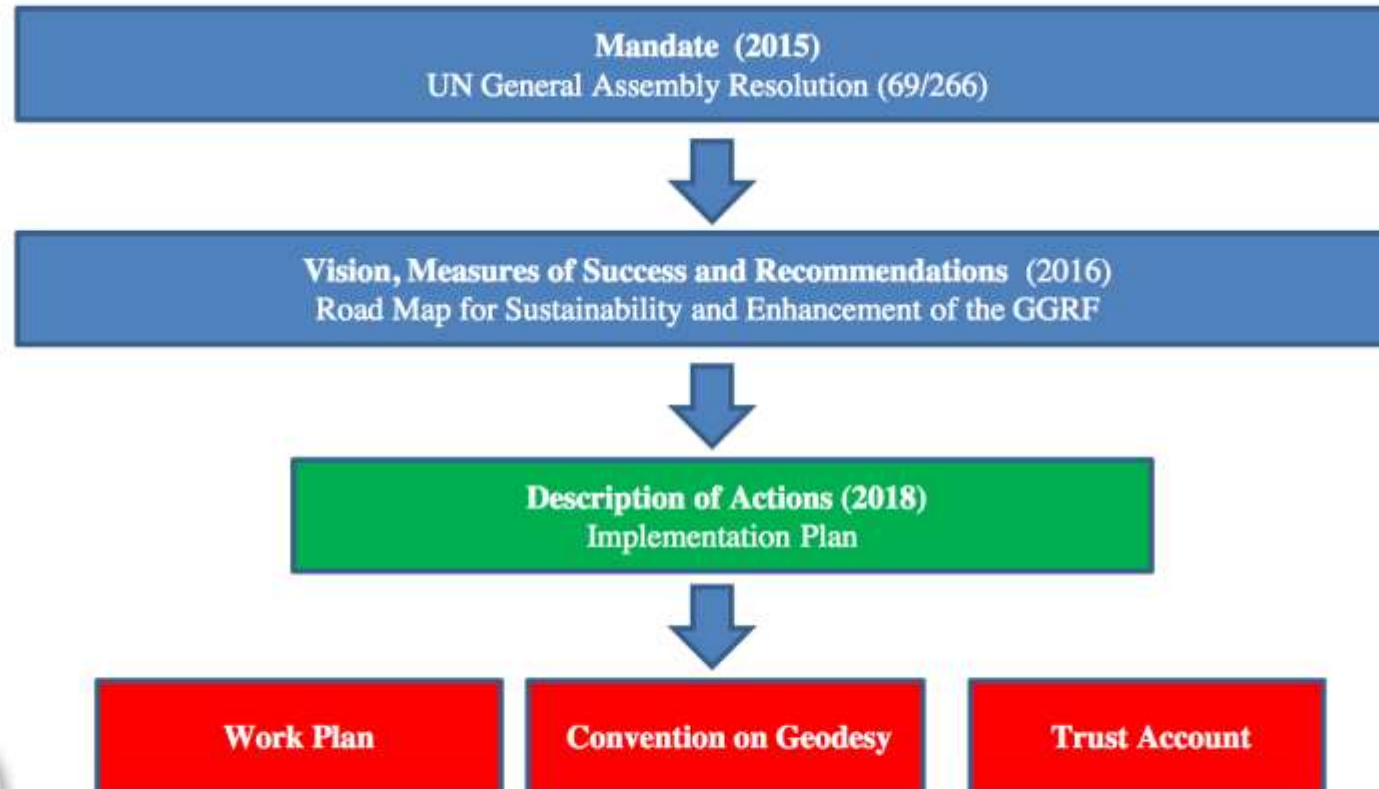 Mandate (2015)
UN General Assembly Resolution (69/266)
Vision, Measures of Success and Recommendations (2016)
Road Map for Sustainability and Enhancement of the GGRF
Description of Actions (2018)
Implementation Plan
Work Plan
Convention on Geodesy
Trust Account